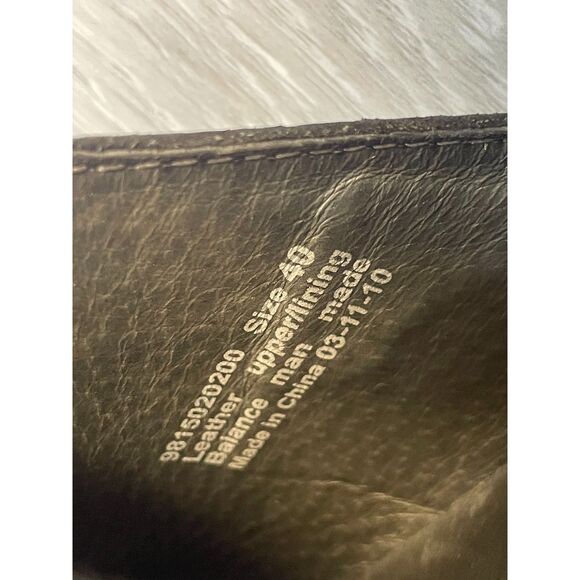 9815020200 Size 40
Leather upper/lining
Balance man made
Made in China 03-11-10